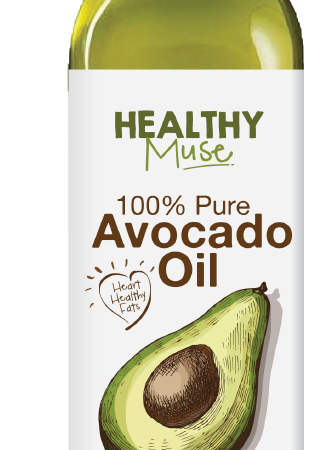 HEALTHY
Muse.
100% Pure
Avocado
Oil
Heart
Healthy
Fats